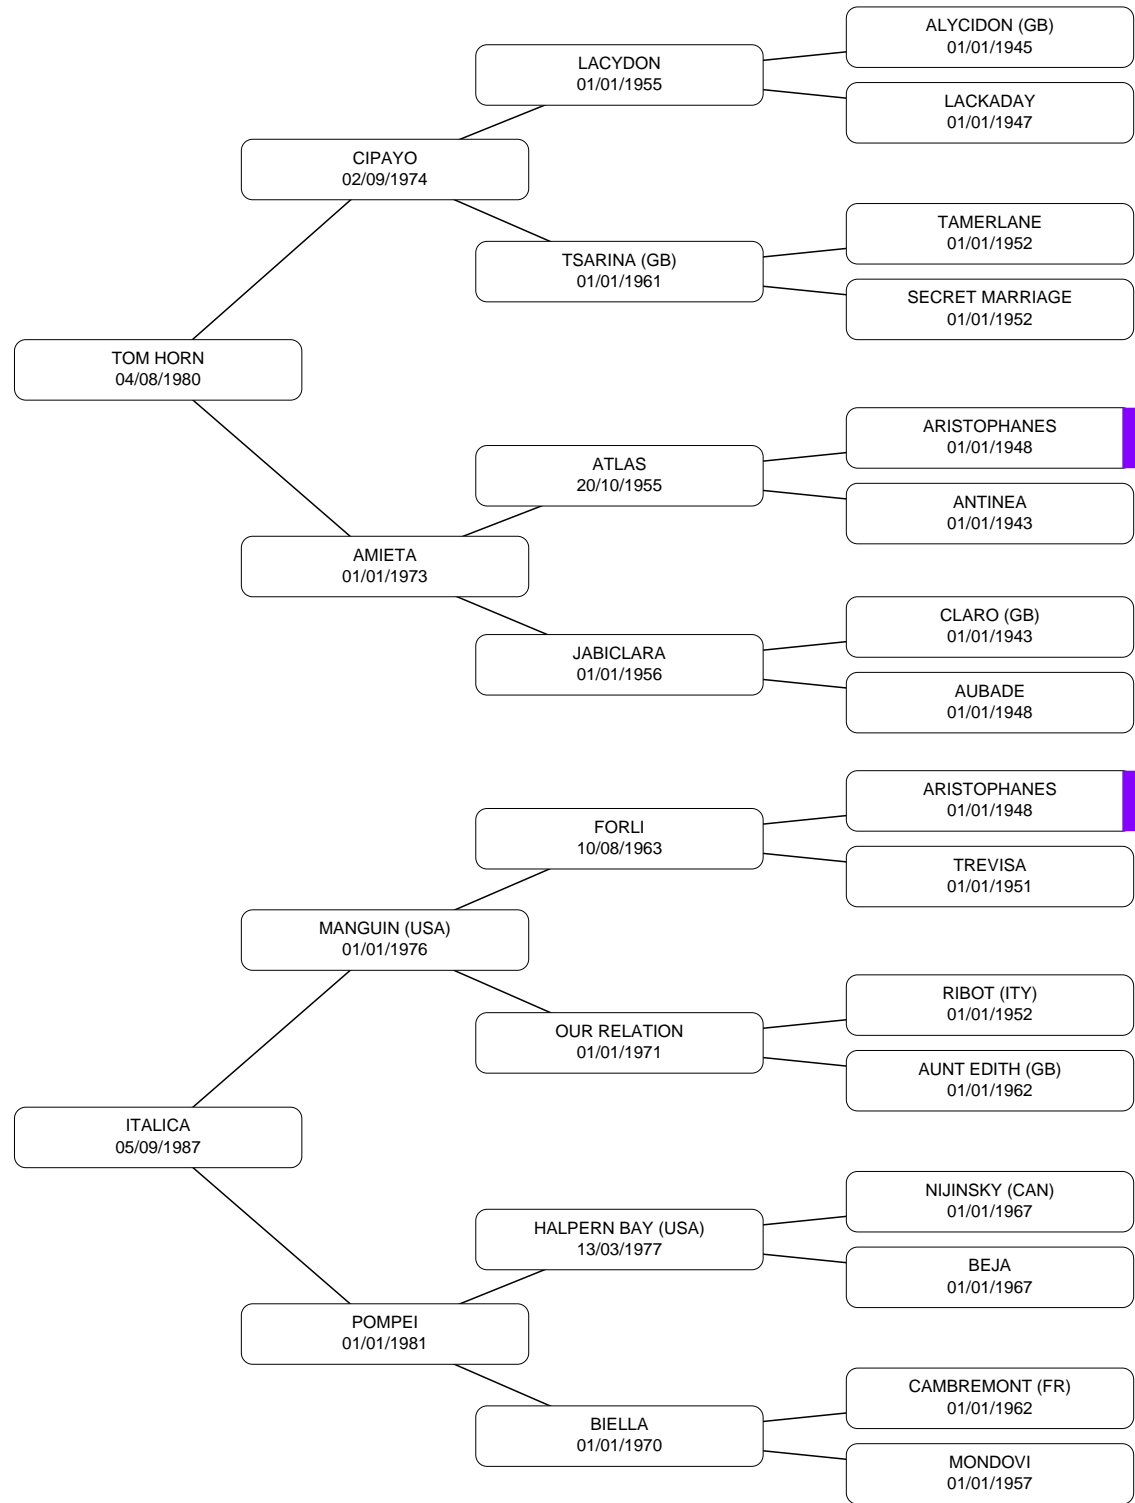 ALYCIDON (GB)
01/01/1945
LACYDON
01/01/1955
LACKADAY
01/01/1947
CIPAYO
02/09/1974
TAMERLANE
01/01/1952
TSARINA (GB)
01/01/1961
SECRET MARRIAGE
01/01/1952
TOM HORN
04/08/1980
ARISTOPHANES
01/01/1948
ATLAS
20/10/1955
ANTINEA
01/01/1943
AMIETA
01/01/1973
CLARO (GB)
01/01/1943
JABICLARA
01/01/1956
AUBADE
01/01/1948
ARISTOPHANES
01/01/1948
FORLI
10/08/1963
TREVISA
01/01/1951
MANGUIN (USA)
01/01/1976
RIBOT (ITY)
01/01/1952
OUR RELATION
01/01/1971
AUNT EDITH (GB)
01/01/1962
ITALICA
05/09/1987
NIJINSKY (CAN)
01/01/1967
HALPERN BAY (USA)
13/03/1977
BEJA
01/01/1967
POMPEI
01/01/1981
CAMBREMONT (FR)
01/01/1962
BIELLA
01/01/1970
MONDOVI
01/01/1957